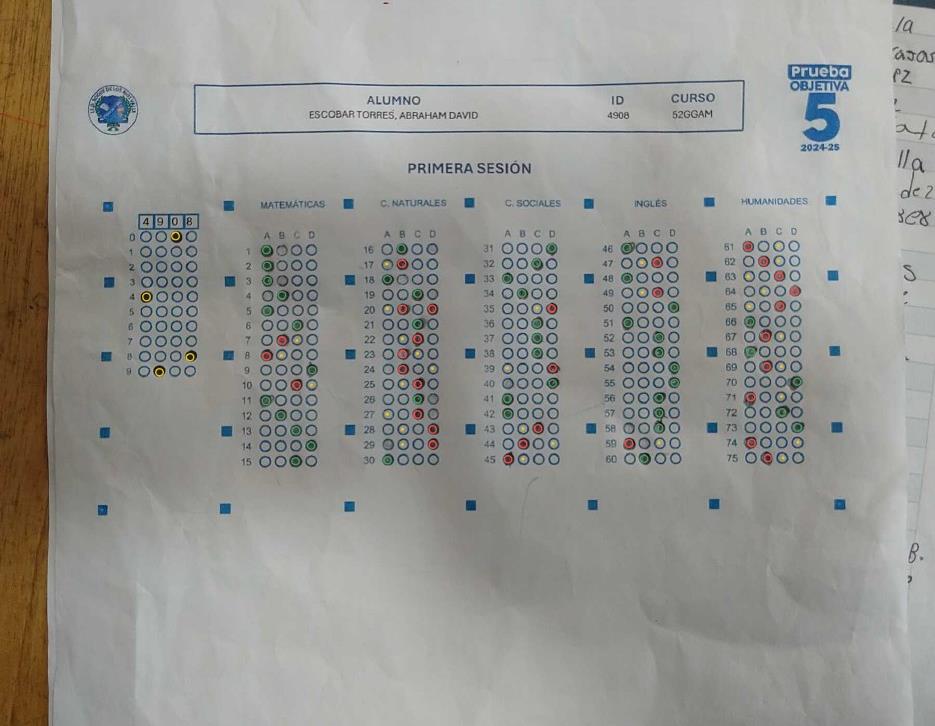 Prueba
OBJETIVA
5
2024-25
ALUMNO ID CURSO
ESCOBAR TORRES, ABRAHAM DAVID 4908 52GGAM
PRIMERA SESIÓN
MATEMÁTICAS C. NATURALES C. SOCIALES INGLÉS HUMANIDADES
4 9 0 8
A B C D A B C D A B C D A B C D A B C D
0
1
2
3
4
5
6
7
8
9
1 16 31 46 61
2 17 32 47 62
3 18 33 48 63
4 19 34 49 64
5 20 35 50 65
6 21 36 51 66
7 22 37 52 67
8 23 38 53 68
9 24 39 54 69
10 25 40 55 70
11 26 41 56 71
12 27 42 57 72
13 28 43 58 73
14 29 44 59 74
15 30 45 60 75
la
lla
de 2
B.